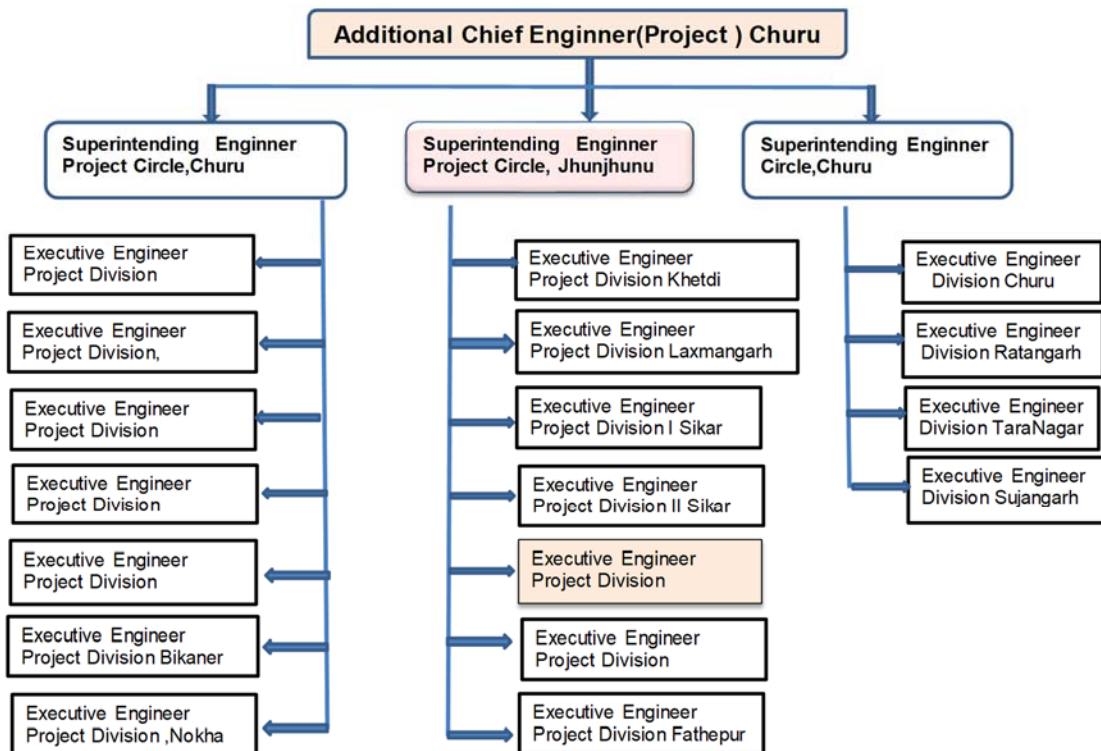 Additional Chief Enginner(Project ) Churu
Superintending Enginner
Project Circle,Churu
Executive Engineer
Project Division
Executive Engineer
Project Division,
Executive Engineer
Project Division
Executive Engineer
Project Division
Executive Engineer
Project Division
Executive Engineer
Project Division Bikaner
Executive Engineer
Project Division ,Nokha
Superintending Enginner
Project Circle, Jhunjhunu
Executive Engineer
Project Division Khetdi
Executive Engineer
Project Division Laxmangarh
Executive Engineer
Project Division I Sikar
Executive Engineer
Project Division II Sikar
Executive Engineer
Project Division
Executive Engineer
Project Division
Executive Engineer
Project Division Fathepur
Superintending Enginner
Circle,Churu
Executive Engineer
Division Churu
Executive Engineer
Division Ratangarh
Executive Engineer
Division TaraNagar
Executive Engineer
Division Sujangarh